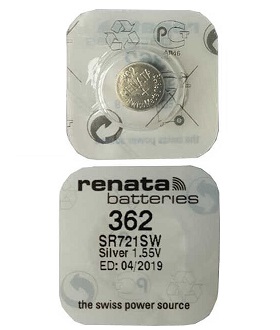 renata
batteries
362
SR721SW
Silver 1.55V
ED: 04/2019
the swiss power source